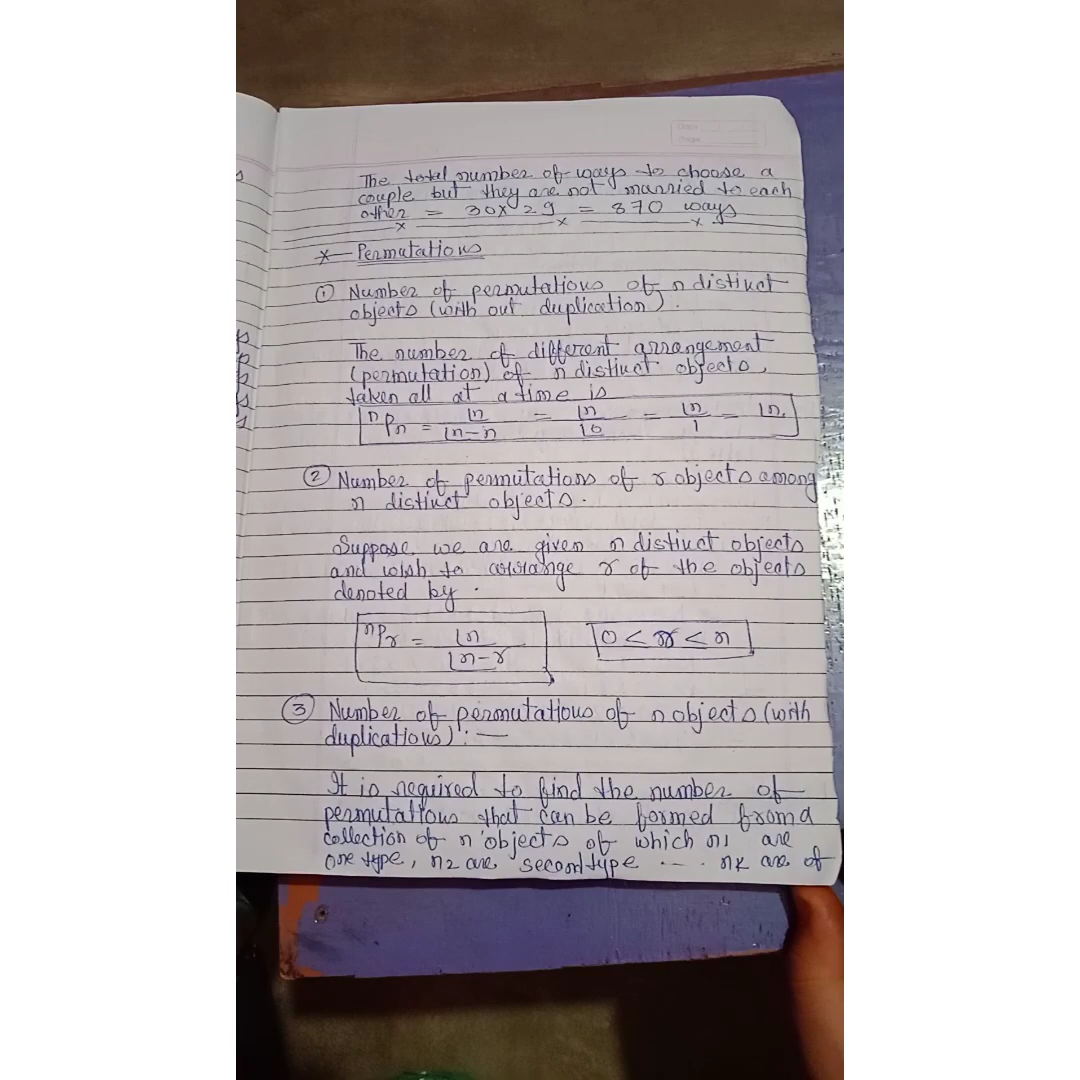 Date
Page
The total number of ways to choose a
couple but they are not married to each
other = 30x 29 = 870 ways
x x x
* Permutations
① Number of permutations of n distinct
objects (with out duplication).
The number of different arrangement
(permutation) of n distinct objects,
taken all at a time is
ⁿPₙ = |n / |n-n = |n / |0 = |n / 1 = |n.
② Number of permutations of r objects among
n distinct objects.
Suppose we are given n distinct objects
and wish to arrange r of the objects
denoted by.
ⁿPᵣ = |n / |n-r 0 < r < n
③ Number of permutations of n objects (with
duplications) : —
It is required to find the number of
permutations that can be formed from a
collection of n objects of which n1 are
one type, n2 are second type --- . nk are of